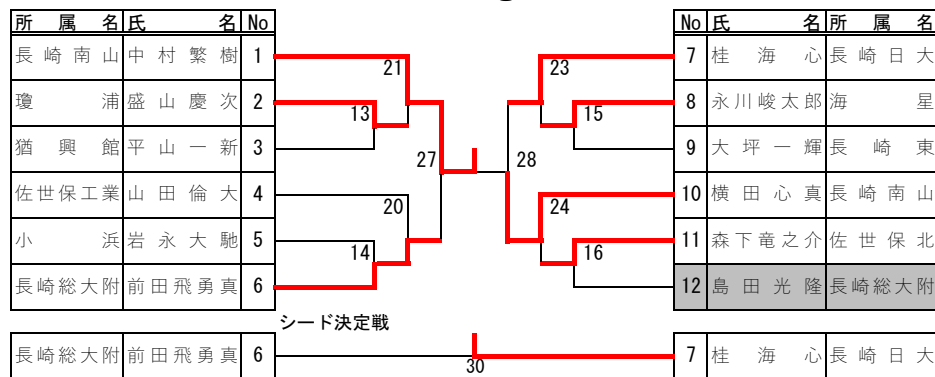 所属名 氏名 No
長崎南山 中村繁樹 1
瓊浦 盛山慶次 2
猶興館 平山一新 3
佐世保工業 山田倫大 4
小浜 岩永大馳 5
長崎総大附 前田飛勇真 6
21
13
27
20
14
No 氏名 所属名
7 桂海心 長崎日大
8 永川峻太郎 海星
9 大坪一輝 長崎東
10 横田心真 長崎南山
11 森下竜之介 佐世保北
12 島田光隆 長崎総大附
23
15
28
24
16
シード決定戦
長崎総大附 前田飛勇真 6
30
7 桂海心 長崎日大